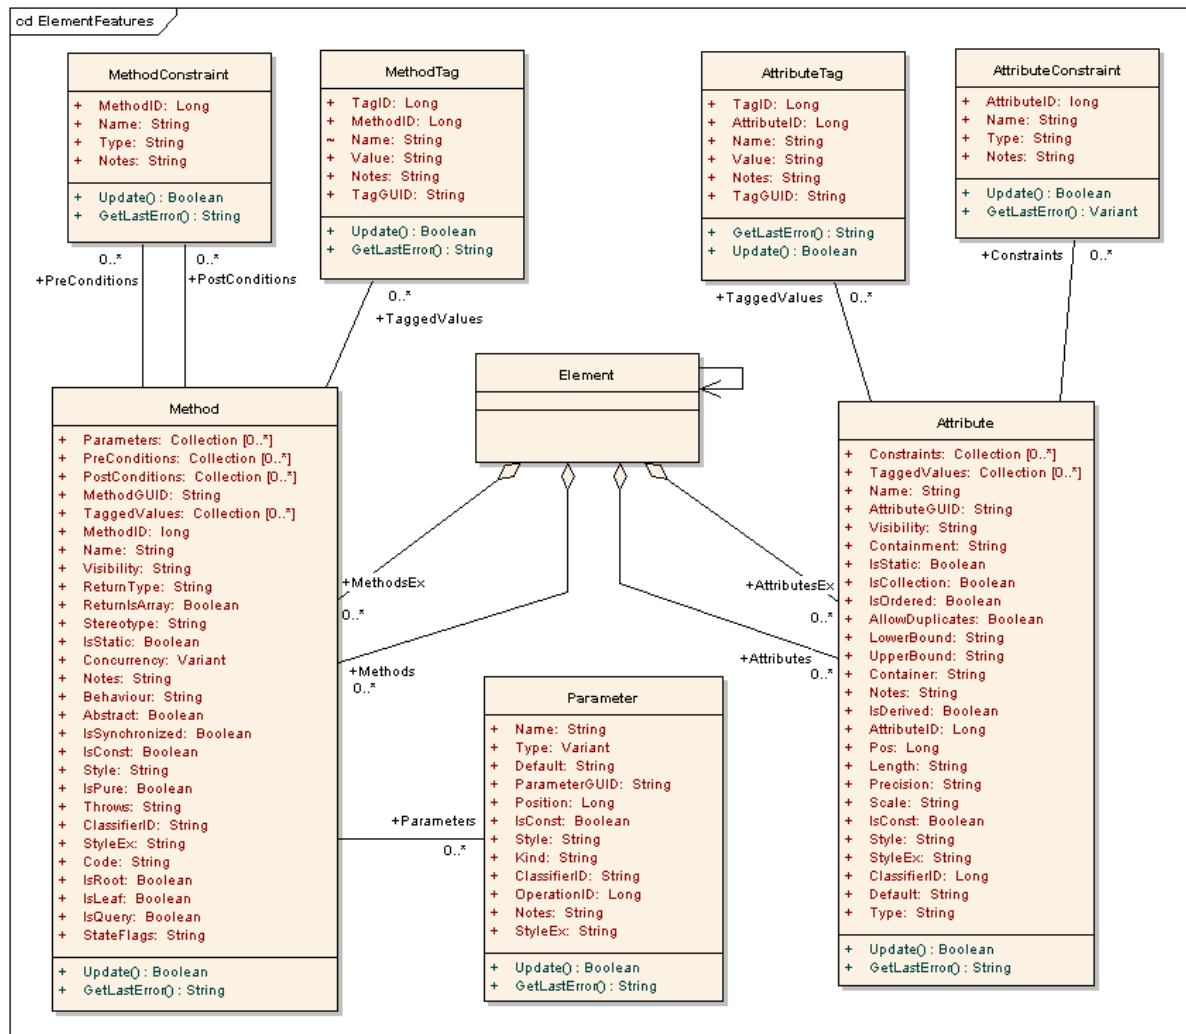 cd ElementFeatures
MethodConstraint
+ MethodID: Long
+ Name: String
+ Type: String
+ Notes: String
+ Update() : Boolean
+ GetLastError() : String
MethodTag
+ TagID: Long
+ MethodID: Long
~ Name: String
+ Value: String
+ Notes: String
+ TagGUID: String
+ Update() : Boolean
+ GetLastError() : String
AttributeTag
+ TagID: Long
+ AttributeID: Long
+ Name: String
+ Value: String
+ Notes: String
+ TagGUID: String
+ GetLastError() : String
+ Update() : Boolean
AttributeConstraint
+ AttributeID: long
+ Name: String
+ Type: String
+ Notes: String
+ Update() : Boolean
+ GetLastError() : Variant
0..*
+PreConditions
0..*
+PostConditions
0..*
+TaggedValues
+TaggedValues
0..*
+Constraints
0..*
Element
Method
+ Parameters: Collection [0..*]
+ PreConditions: Collection [0..*]
+ PostConditions: Collection [0..*]
+ MethodGUID: String
+ TaggedValues: Collection [0..*]
+ MethodID: long
+ Name: String
+ Visibility: String
+ ReturnType: String
+ ReturnIsArray: Boolean
+ Stereotype: String
+ IsStatic: Boolean
+ Concurrency: Variant
+ Notes: String
+ Behaviour: String
+ Abstract: Boolean
+ IsSynchronized: Boolean
+ IsConst: Boolean
+ Style: String
+ IsPure: Boolean
+ Throws: String
+ ClassifierID: String
+ StyleEx: String
+ Code: String
+ IsRoot: Boolean
+ IsLeaf: Boolean
+ IsQuery: Boolean
+ StateFlags: String
+ Update() : Boolean
+ GetLastError() : String
+MethodsEx
0..*
+Methods
0..*
+AttributesEx
0..*
+Attributes
0..*
+Parameters
0..*
Parameter
+ Name: String
+ Type: Variant
+ Default: String
+ ParameterGUID: String
+ Position: Long
+ IsConst: Boolean
+ Style: String
+ Kind: String
+ ClassifierID: String
+ OperationID: Long
+ Notes: String
+ StyleEx: String
+ Update() : Boolean
+ GetLastError() : String
Attribute
+ Constraints: Collection [0..*]
+ TaggedValues: Collection [0..*]
+ Name: String
+ AttributeGUID: String
+ Visibility: String
+ Containment: String
+ IsStatic: Boolean
+ IsCollection: Boolean
+ IsOrdered: Boolean
+ AllowDuplicates: Boolean
+ LowerBound: String
+ UpperBound: String
+ Container: String
+ Notes: String
+ IsDerived: Boolean
+ AttributeID: Long
+ Pos: Long
+ Length: String
+ Precision: String
+ Scale: String
+ IsConst: Boolean
+ Style: String
+ StyleEx: String
+ ClassifierID: Long
+ Default: String
+ Type: String
+ Update() : Boolean
+ GetLastError() : String